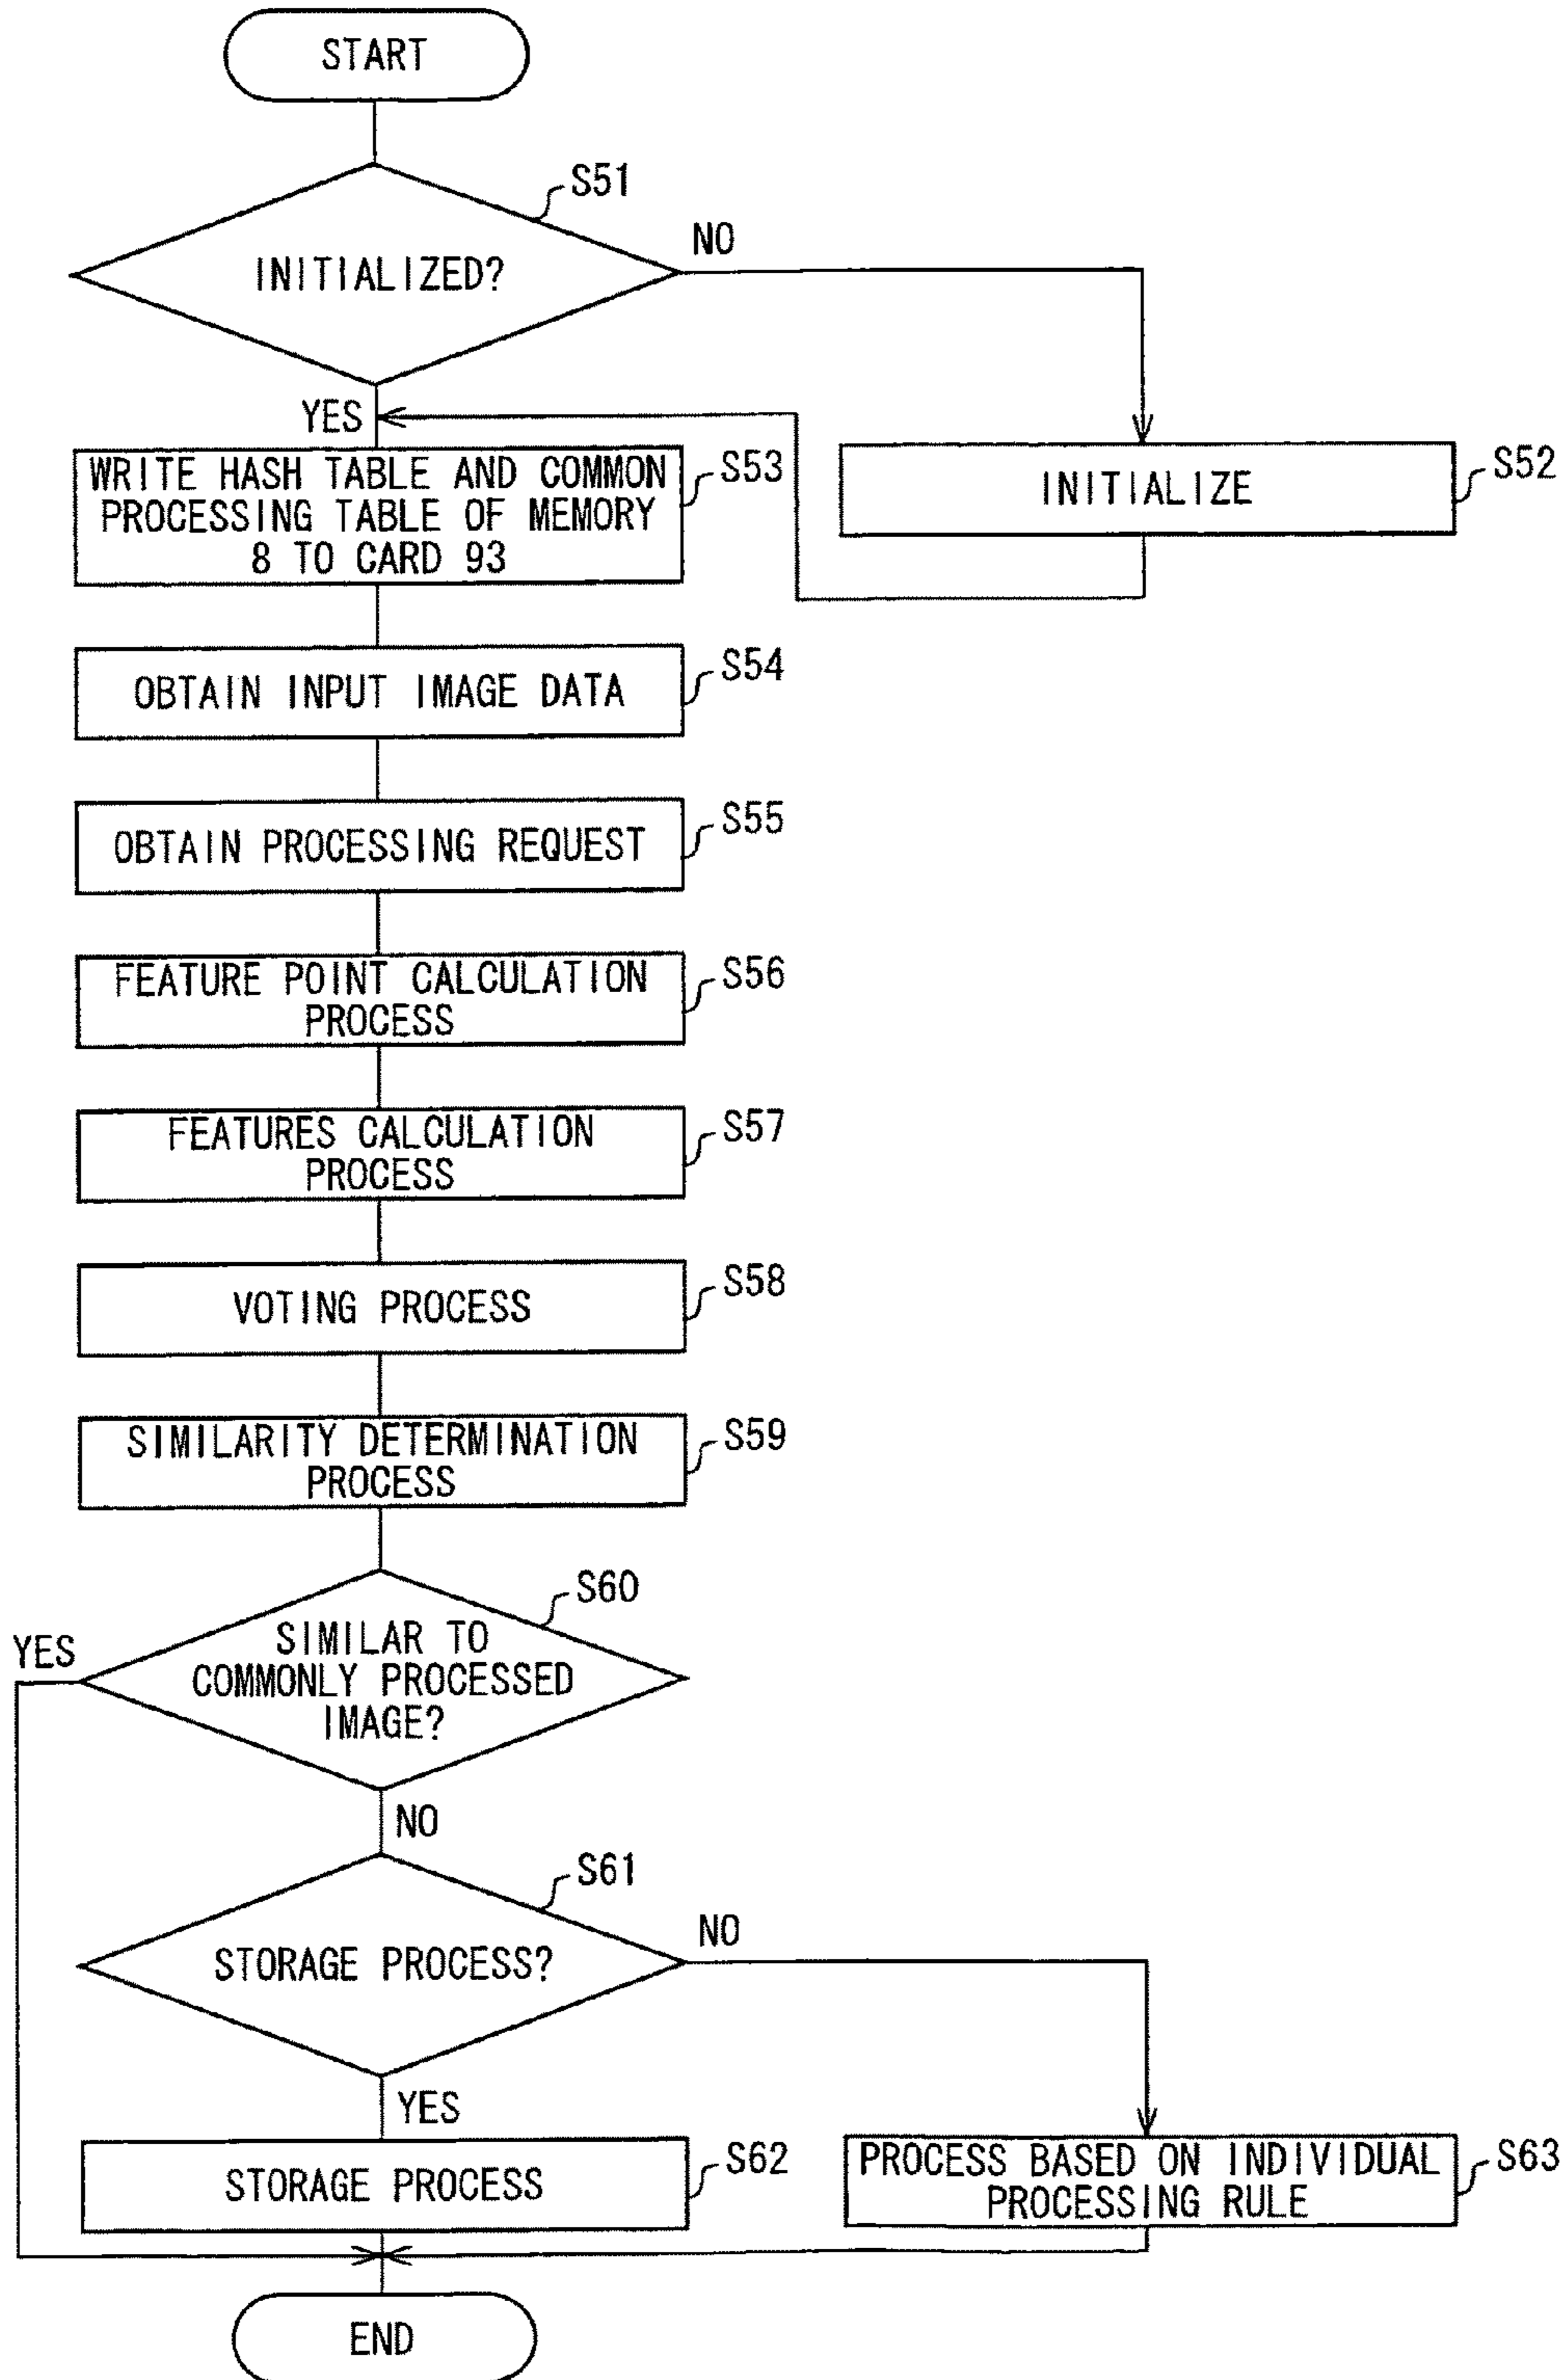 START
S51
INITIALIZED?
NO
YES
WRITE HASH TABLE AND COMMON
PROCESSING TABLE OF MEMORY
8 TO CARD 93
S53
INITIALIZE
S52
OBTAIN INPUT IMAGE DATA
S54
OBTAIN PROCESSING REQUEST
S55
FEATURE POINT CALCULATION
PROCESS
S56
FEATURES CALCULATION
PROCESS
S57
VOTING PROCESS
S58
SIMILARITY DETERMINATION
PROCESS
S59
S60
YES
SIMILAR TO
COMMONLY PROCESSED
IMAGE?
NO
S61
STORAGE PROCESS?
NO
YES
STORAGE PROCESS
S62
PROCESS BASED ON INDIVIDUAL
PROCESSING RULE
S63
END